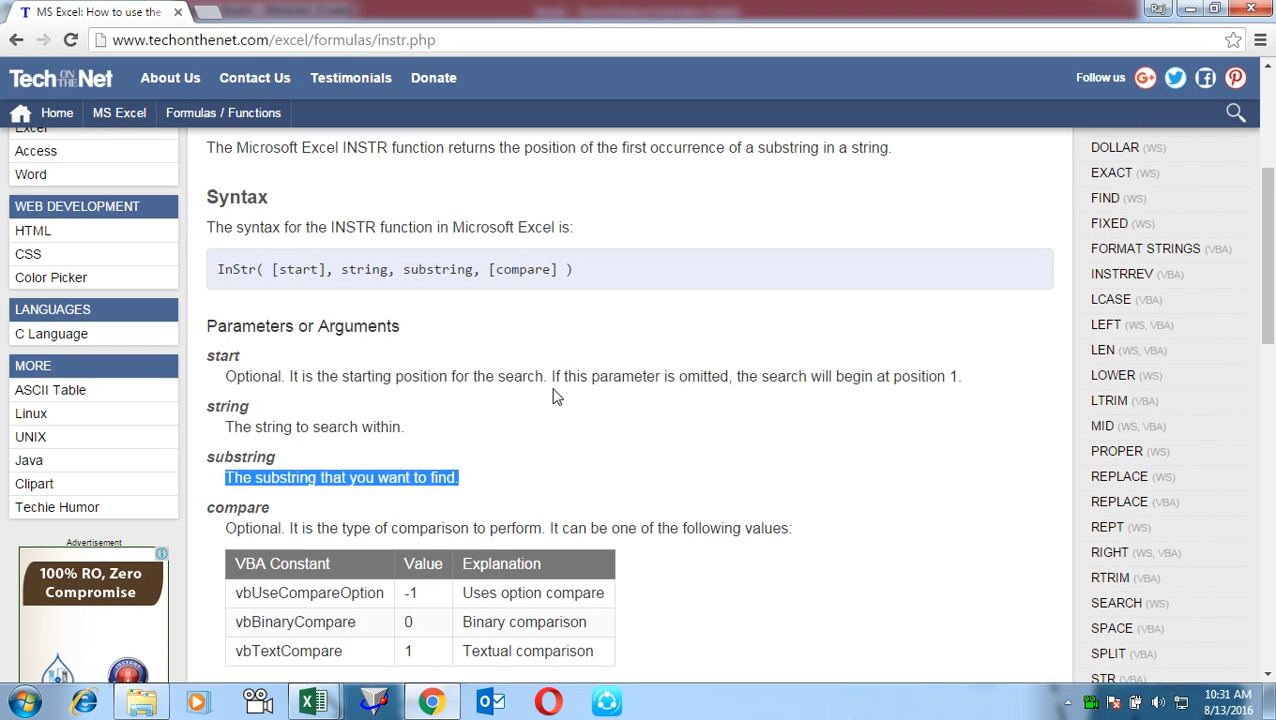 MS Excel: How to use the
Raj
www.techonthenet.com/excel/formulas/instr.php
Tech ON THE Net
About Us
Contact Us
Testimonials
Donate
Follow us
Home
MS Excel
Formulas / Functions
Excel
Access
Word
WEB DEVELOPMENT
HTML
CSS
Color Picker
LANGUAGES
C Language
MORE
ASCII Table
Linux
UNIX
Java
Clipart
Techie Humor
Advertisement
100% RO, Zero
Compromise
The Microsoft Excel INSTR function returns the position of the first occurrence of a substring in a string.
Syntax
The syntax for the INSTR function in Microsoft Excel is:
InStr( [start], string, substring, [compare] )
Parameters or Arguments
start
Optional. It is the starting position for the search. If this parameter is omitted, the search will begin at position 1.
string
The string to search within.
substring
The substring that you want to find.
compare
Optional. It is the type of comparison to perform. It can be one of the following values:
VBA Constant Value Explanation
vbUseCompareOption -1 Uses option compare
vbBinaryCompare 0 Binary comparison
vbTextCompare 1 Textual comparison
DOLLAR (WS)
EXACT (WS)
FIND (WS)
FIXED (WS)
FORMAT STRINGS (VBA)
INSTRREV (VBA)
LCASE (VBA)
LEFT (WS, VBA)
LEN (WS, VBA)
LOWER (WS)
LTRIM (VBA)
MID (WS, VBA)
PROPER (WS)
REPLACE (WS)
REPLACE (VBA)
REPT (WS)
RIGHT (WS, VBA)
RTRIM (VBA)
SEARCH (WS)
SPACE (VBA)
SPLIT (VBA)
STR (VBA)
10:31 AM
8/13/2016